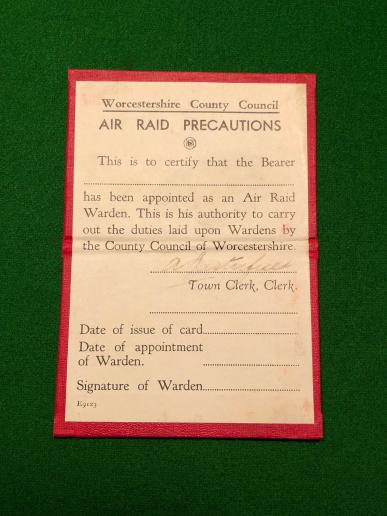 Worcestershire County Council
AIR RAID PRECAUTIONS
This is to certify that the Bearer
has been appointed as an Air Raid
Warden. This is his authority to carry
out the duties laid upon Wardens by
the County Council of Worcestershire.
Town Clerk, Clerk.
Date of issue of card
Date of appointment
of Warden.
Signature of Warden
E9123